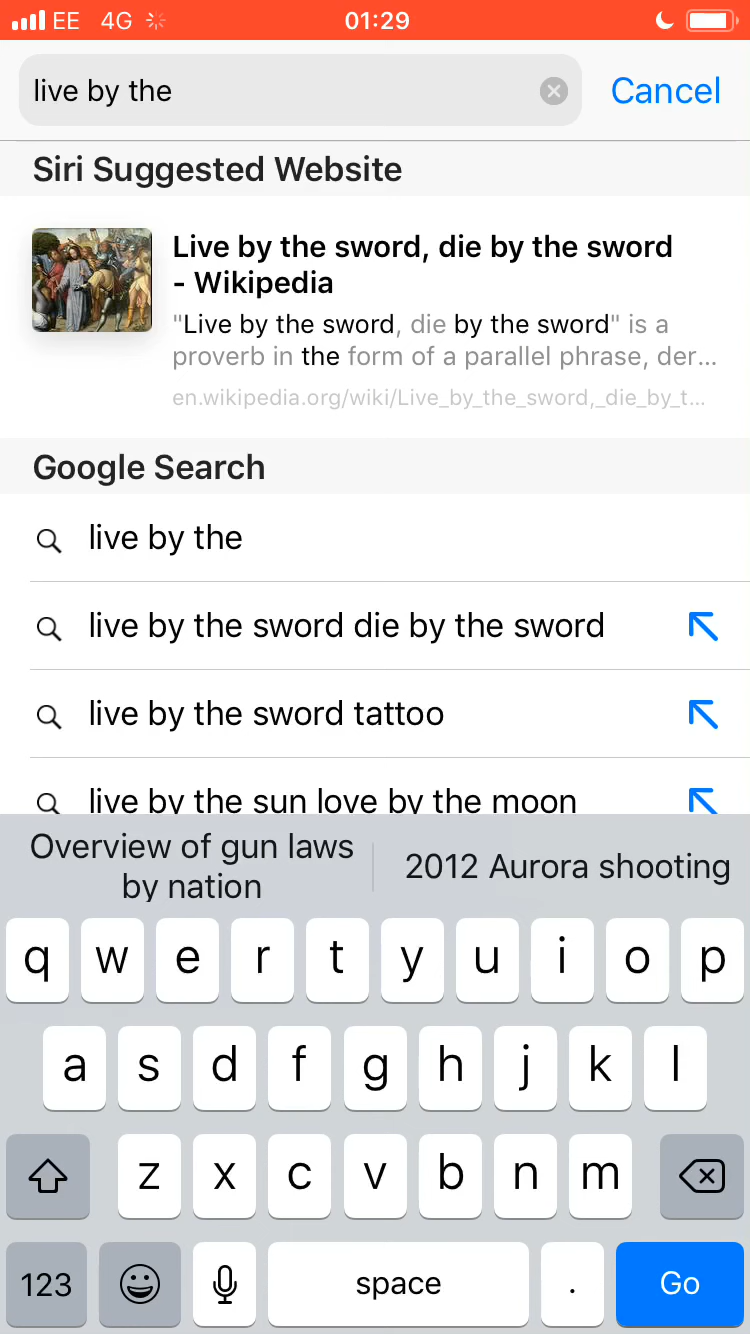 EE 4G 01:29
live by the Cancel
Siri Suggested Website
Live by the sword, die by the sword
- Wikipedia
"Live by the sword, die by the sword" is a
proverb in the form of a parallel phrase, der...
en.wikipedia.org/wiki/Live_by_the_sword,_die_by_t...
Google Search
live by the
live by the sword die by the sword
live by the sword tattoo
live by the sun love by the moon
Overview of gun laws
by nation
2012 Aurora shooting
q w e r t y u i o p
a s d f g h j k l
z x c v b n m
123 space . Go